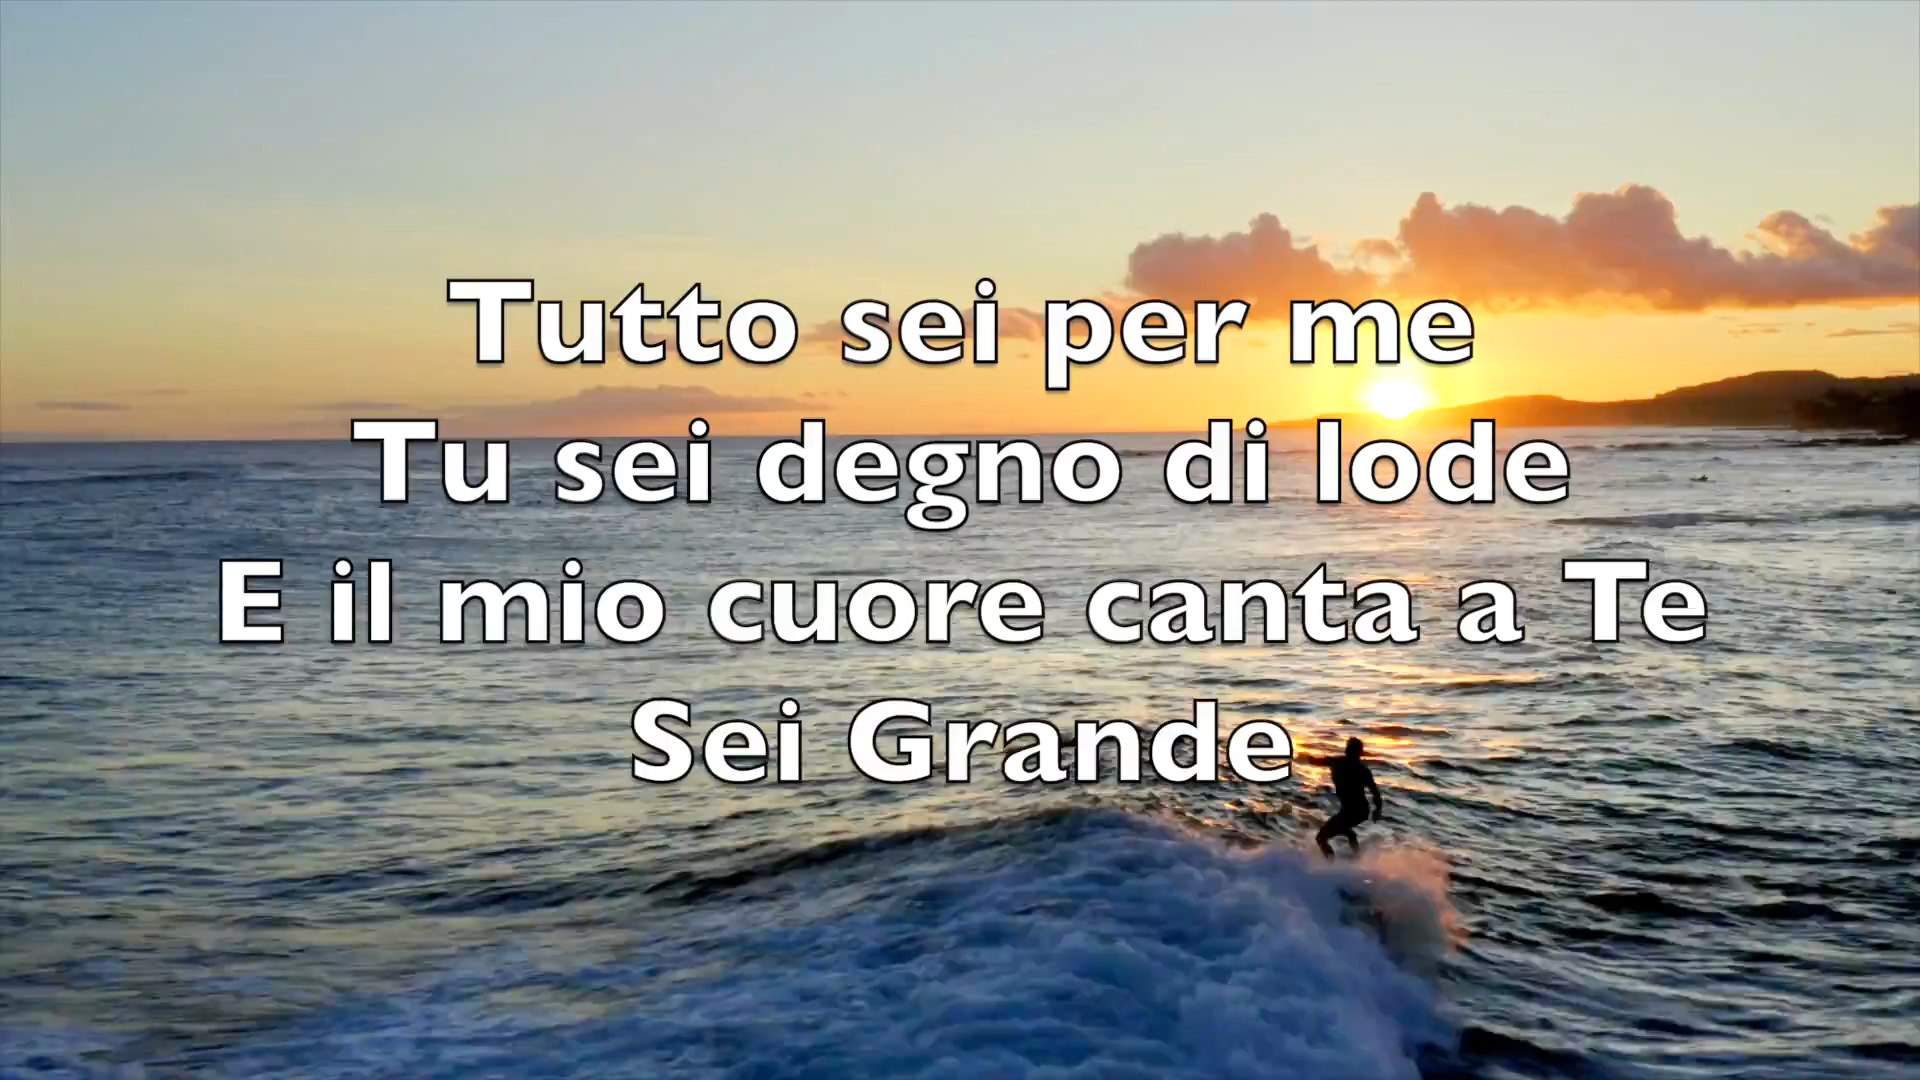 Tutto sei per me
Tu sei degno di lode
E il mio cuore canta a Te
Sei Grande